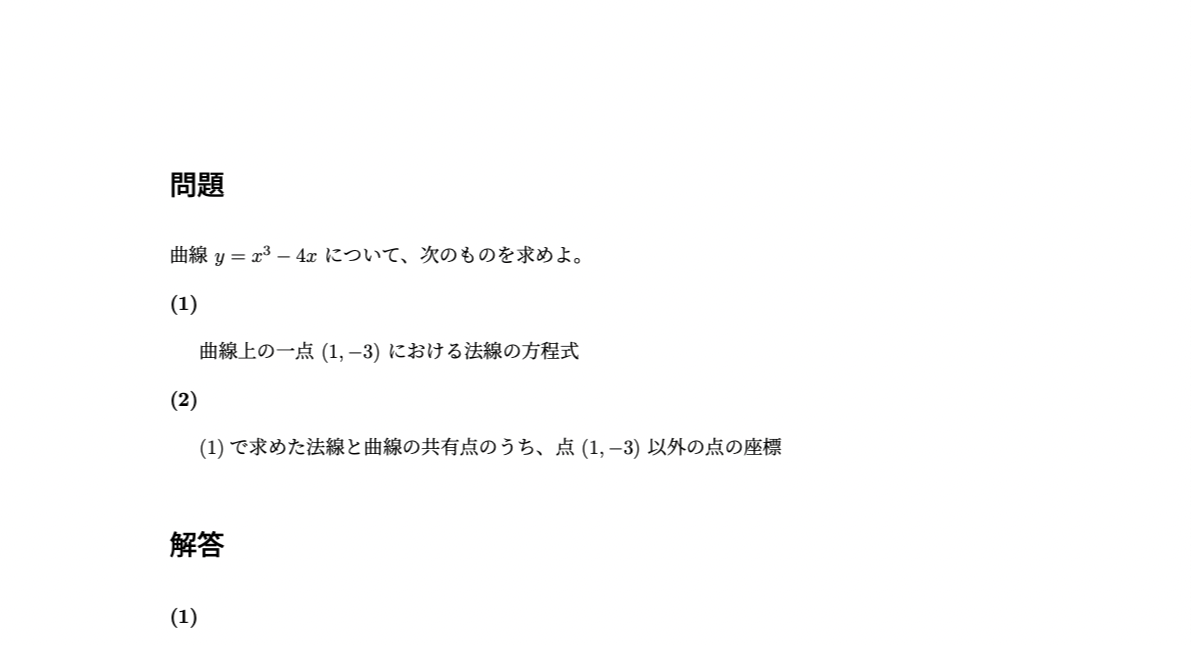 問題
曲線 y = x³ − 4x について、次のものを求めよ。
(1)
曲線上の一点 (1, −3) における法線の方程式
(2)
(1) で求めた法線と曲線の共有点のうち、点 (1, −3) 以外の点の座標
解答
(1)